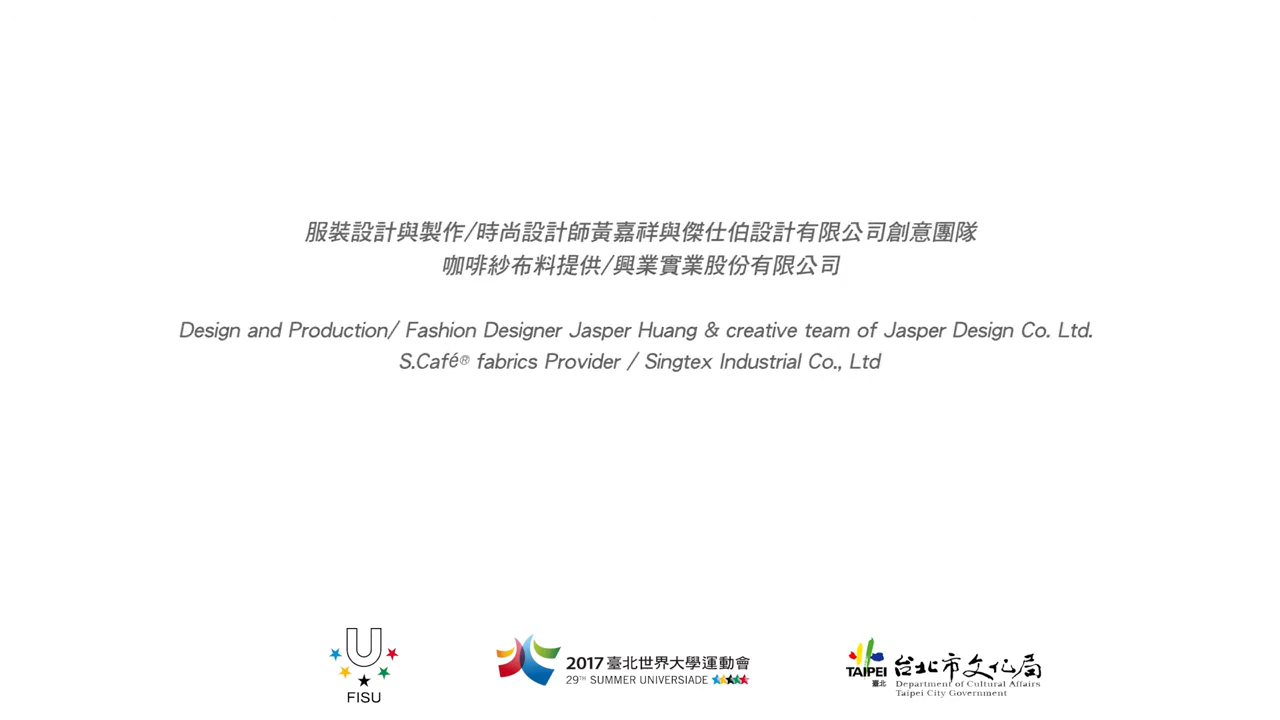 服裝設計與製作/時尚設計師黃嘉祥與傑仕伯設計有限公司創意團隊
咖啡紗布料提供/興業實業股份有限公司
Design and Production/ Fashion Designer Jasper Huang & creative team of Jasper Design Co. Ltd.
S.Café® fabrics Provider / Singtex Industrial Co., Ltd
U
FISU
2017臺北世界大學運動會
29TH SUMMER UNIVERSIADE
TAIPEI
臺北
台北市文化局
Department of Cultural Affairs
Taipei City Government